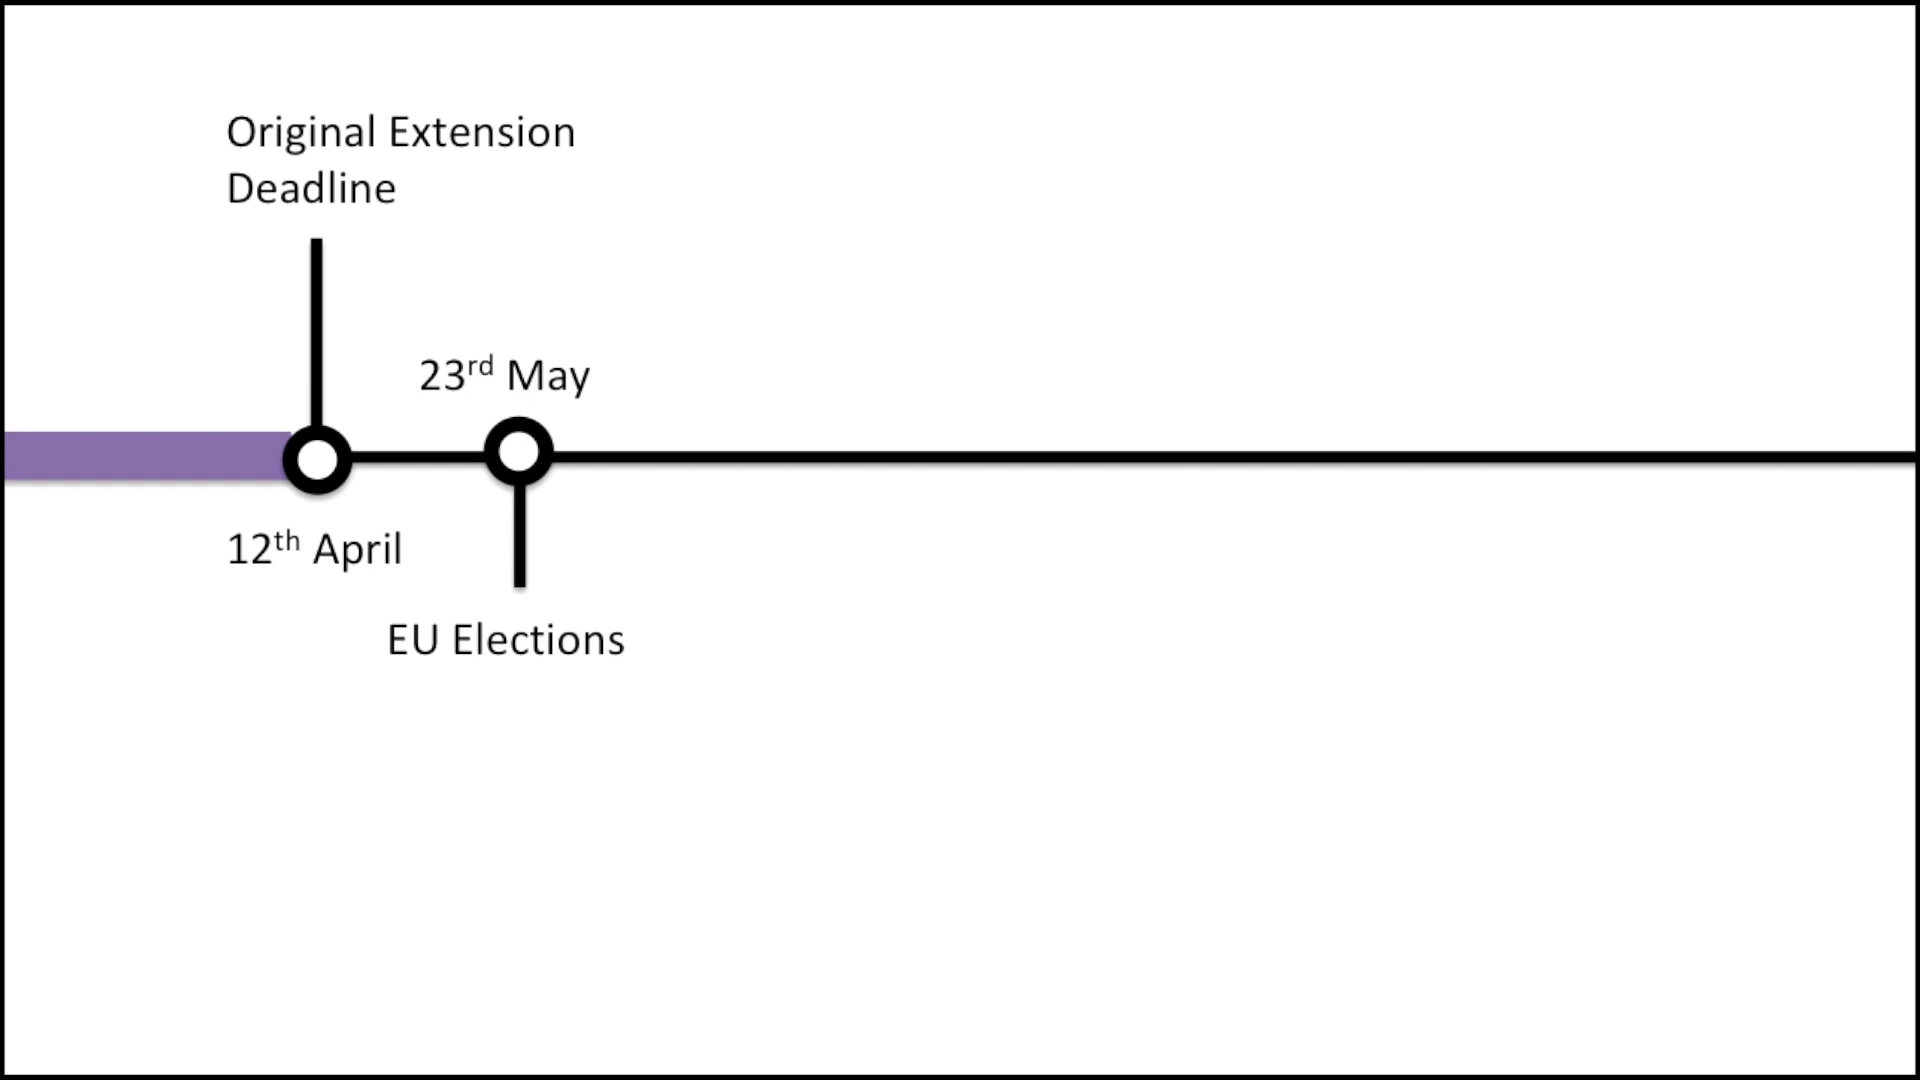 Original Extension
Deadline
23rd May
12th April
EU Elections